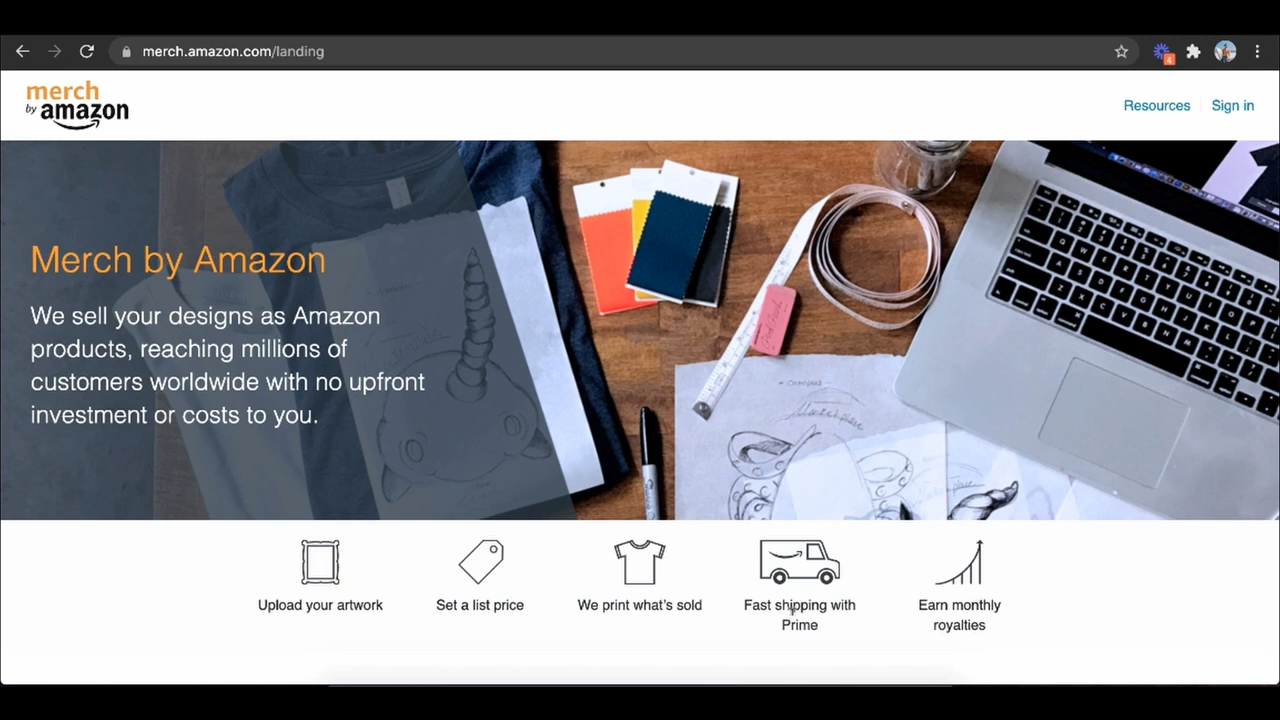 merch.amazon.com/landing
4
merch
by amazon
Resources
Sign in
Merch by Amazon
We sell your designs as Amazon
products, reaching millions of
customers worldwide with no upfront
investment or costs to you.
Upload your artwork
Set a list price
We print what's sold
Fast shipping with
Prime
Earn monthly
royalties